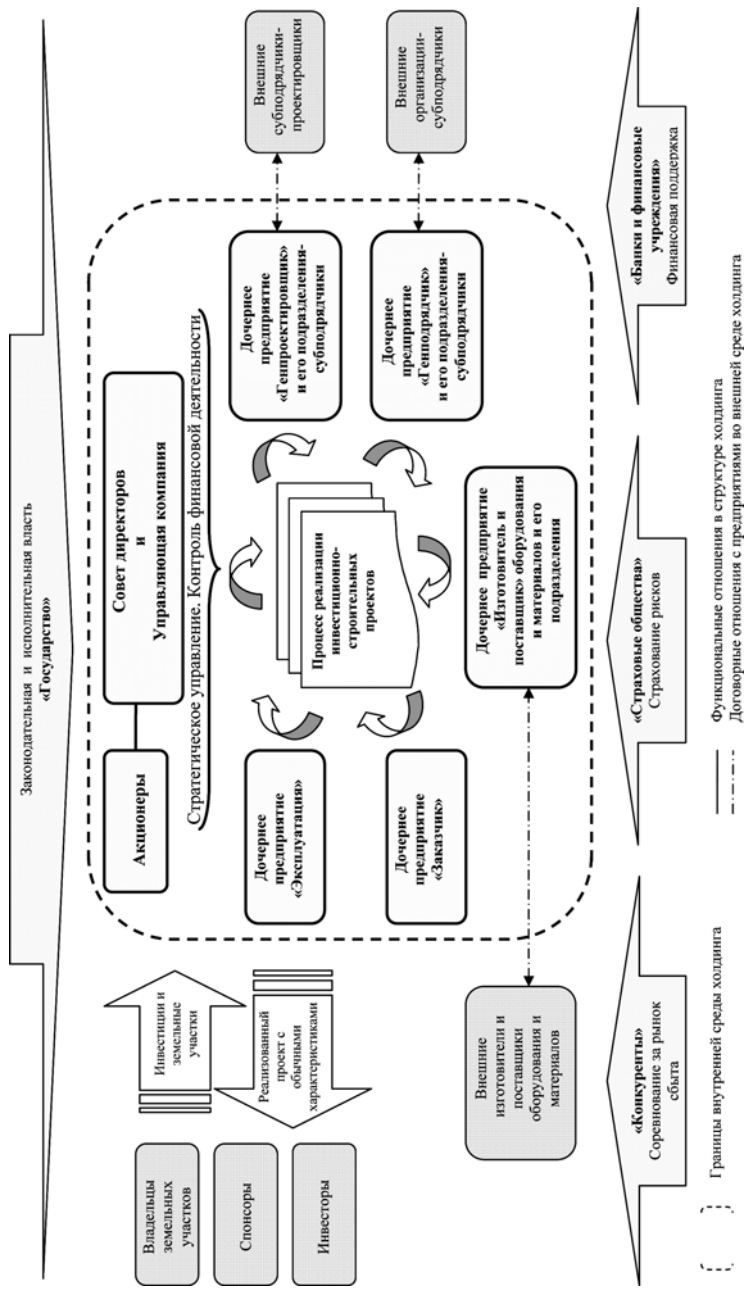 Законодательная и исполнительная власть
«Государство»
Владельцы
земельных
участков
Спонсоры
Инвесторы
Инвестиции и
земельные
участки
Реализованный
проект с
обычными
характеристиками
Акционеры
Совет директоров
и
Управляющая компания
Стратегическое управление. Контроль финансовой деятельности
Дочернее
предприятие
«Эксплуатация»
Дочернее
предприятие
«Заказчик»
Процесс реализации
инвестиционно-
строительных
проектов
Дочернее
предприятие
«Генпроектировщик»
и его подразделения-
субподрядчики
Дочернее
предприятие
«Генподрядчик»
и его подразделения-
субподрядчики
Внешние
субподрядчики-
проектировщики
Внешние
организации-
субподрядчики
Внешние
изготовители и
поставщики
оборудования и
материалов
Дочернее предприятие
«Изготовитель и
поставщик» оборудования
и материалов и его
подразделения
«Конкуренты»
Соревнование за рынок
сбыта
«Страховые общества»
Страхование рисков
«Банки и финансовые
учреждения»
Финансовая поддержка
Границы внутренней среды холдинга
Функциональные отношения в структуре холдинга
Договорные отношения с предприятиями во внешней среде холдинга